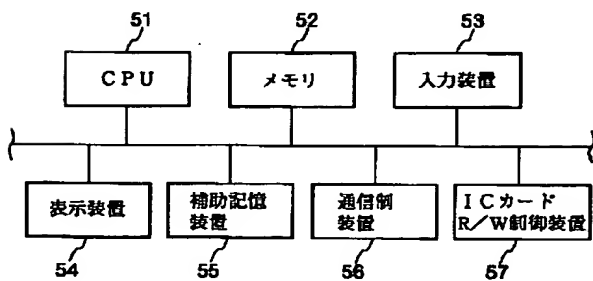 51
52
53
CPU
メモリ
入力装置
表示装置
補助記憶
装置
通信制
装置
ICカード
R/W制御装置
54
55
56
57